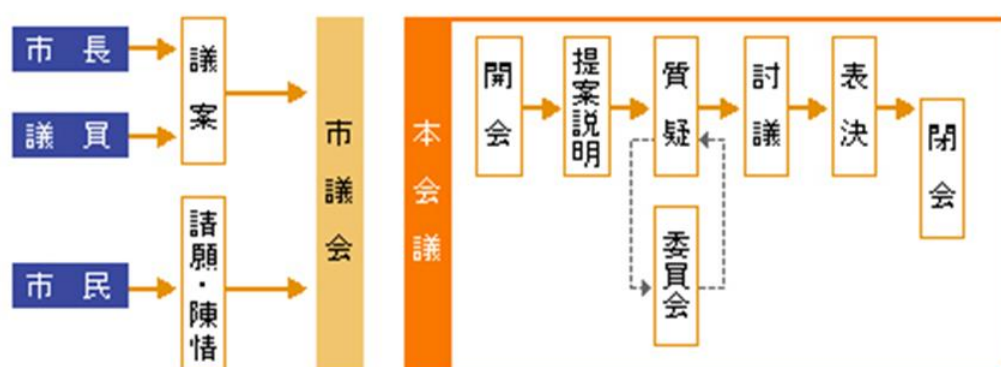 市長
議員
市民
議案
請願・陳情
市議会
本会議
開会
提案説明
質疑
委員会
討議
表決
閉会